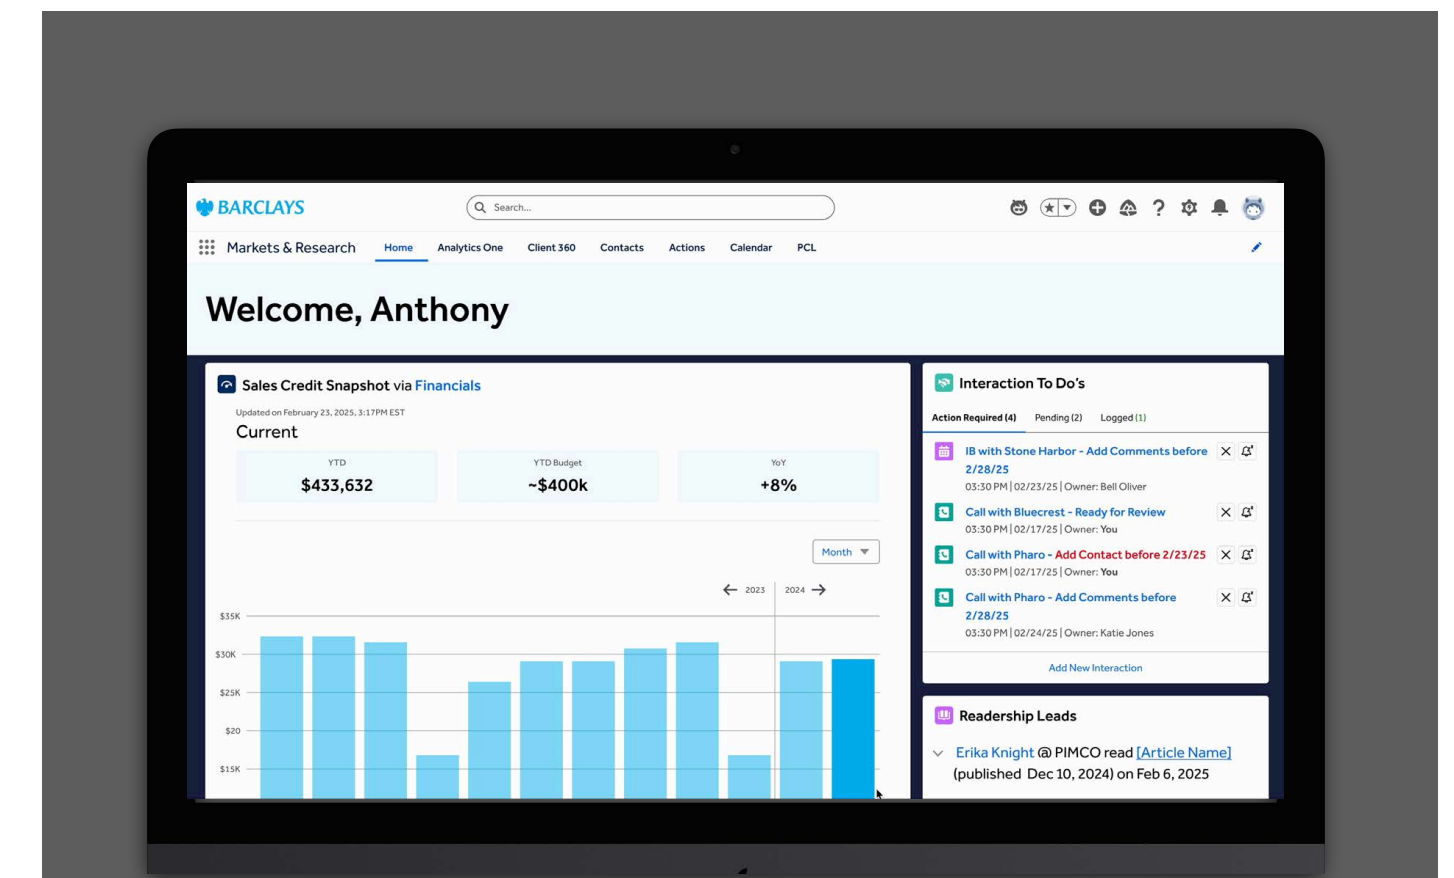 BARCLAYS
Search...
Markets & Research
Home
Analytics One
Client 360
Contacts
Actions
Calendar
PCL
Welcome, Anthony
Sales Credit Snapshot via Financials
Updated on February 23, 2025, 3:17PM EST
Current
YTD
$433,632
YTD Budget
~$400k
YoY
+8%
Month
2023
2024
$35K
$30K
$25K
$20
$15K
Interaction To Do's
Action Required (4)
Pending (2)
Logged (1)
IB with Stone Harbor - Add Comments before
2/28/25
03:30 PM | 02/23/25 | Owner: Bell Oliver
Call with Bluecrest - Ready for Review
03:30 PM | 02/17/25 | Owner: You
Call with Pharo - Add Contact before 2/23/25
03:30 PM | 02/17/25 | Owner: You
Call with Pharo - Add Comments before
2/28/25
03:30 PM | 02/24/25 | Owner: Katie Jones
Add New Interaction
Readership Leads
Erika Knight @ PIMCO read [Article Name]
(published Dec 10, 2024) on Feb 6, 2025